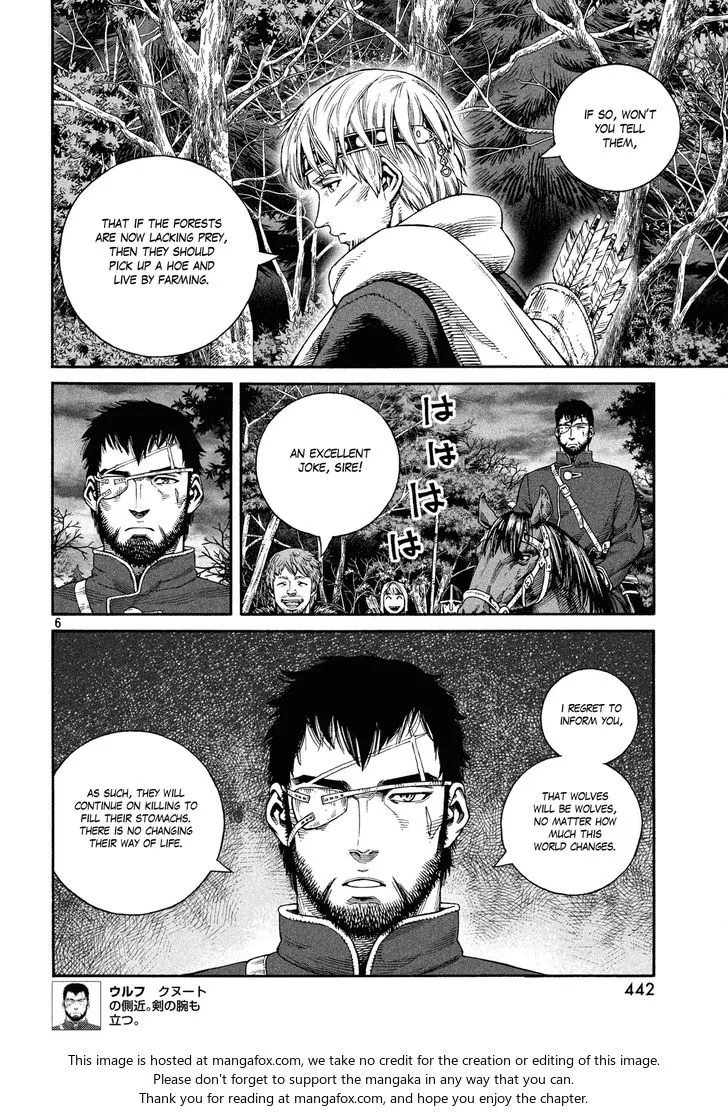 IF SO, WON'T
YOU TELL
THEM,
THAT IF THE FORESTS
ARE NOW LACKING PREY,
THEN THEY SHOULD
PICK UP A HOE AND
LIVE BY FARMING.
AN EXCELLENT
JOKE, SIRE!
は
は
は
は
6
I REGRET TO
INFORM YOU,
THAT WOLVES
WILL BE WOLVES,
NO MATTER HOW
MUCH THIS
WORLD CHANGES.
AS SUCH, THEY WILL
CONTINUE ON KILLING TO
FILL THEIR STOMACHS.
THERE IS NO CHANGING
THEIR WAY OF LIFE.
ウルフ クヌート
の側近。剣の腕も
立つ。
442
This image is hosted at mangafox.com, we take no credit for the creation or editing of this image.
Please don't forget to support the mangaka in any way that you can.
Thank you for reading at mangafox.com, and hope you enjoy the chapter.